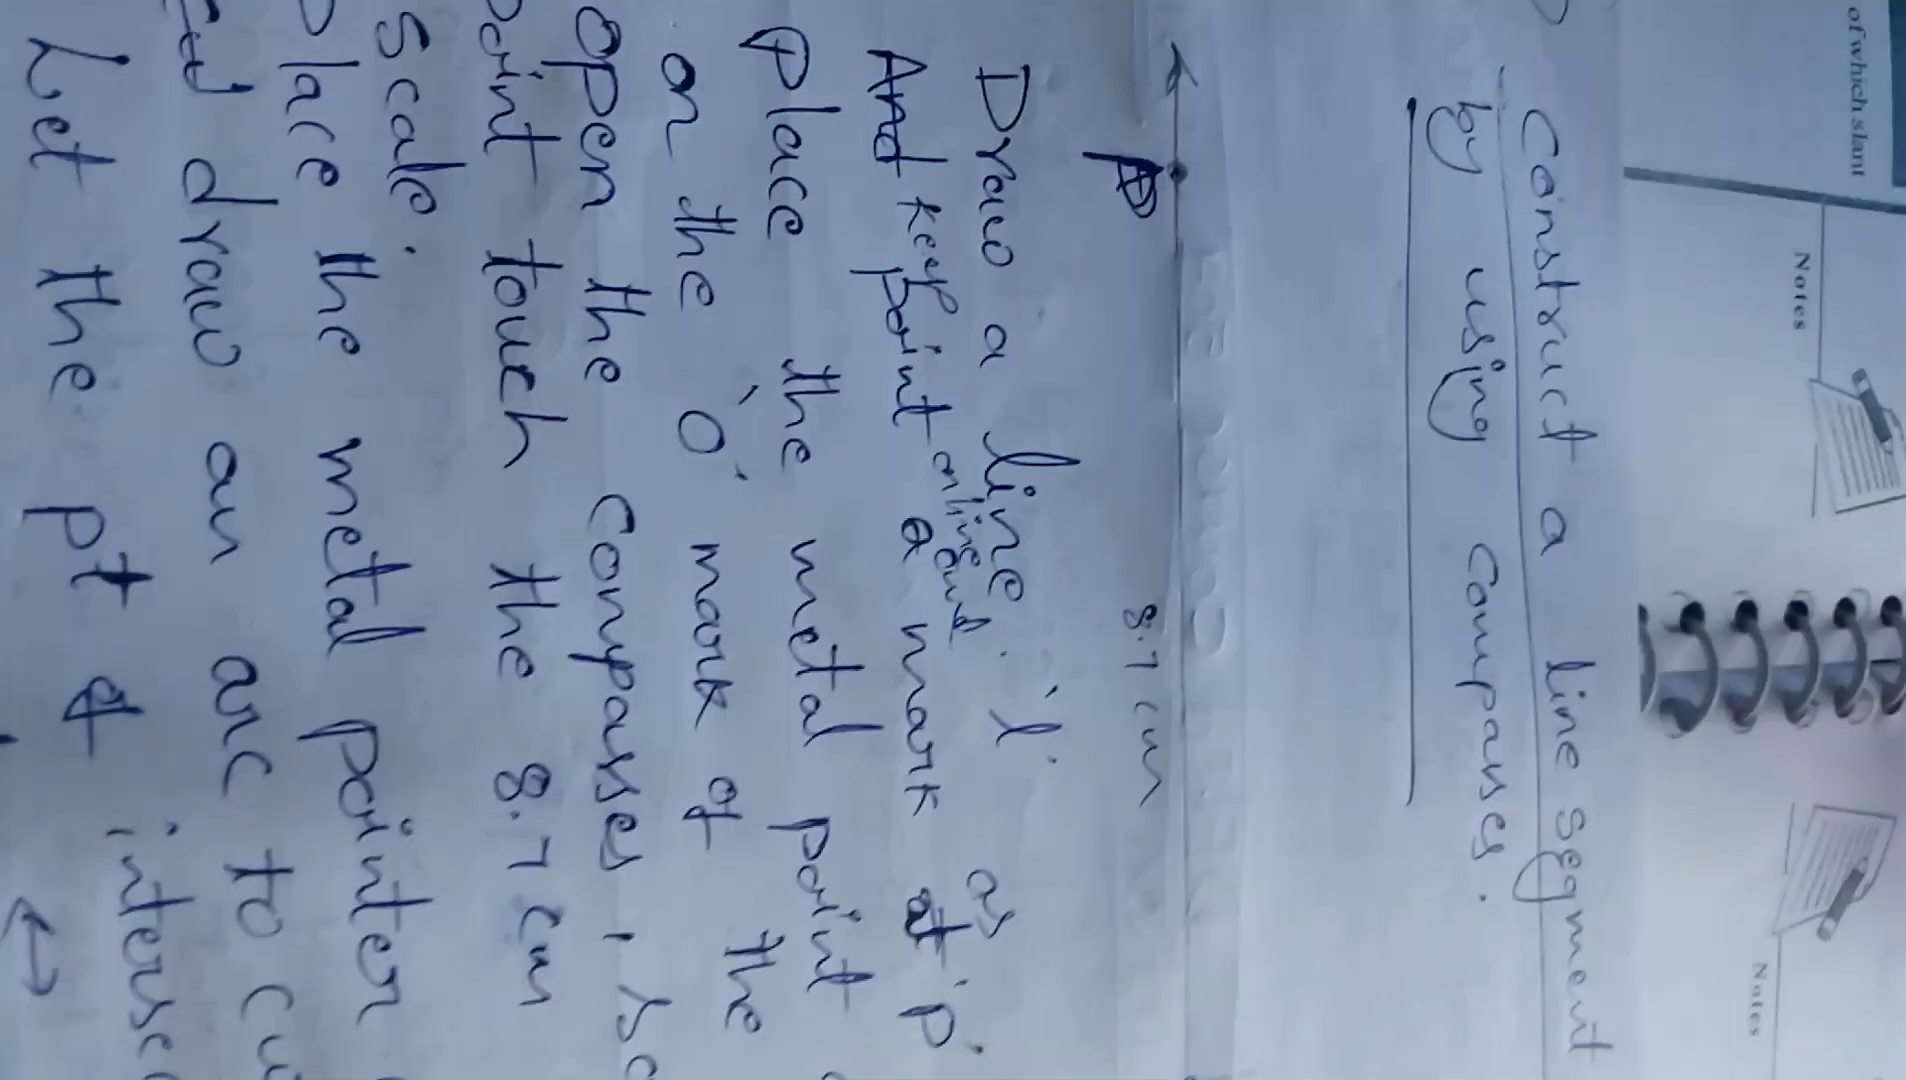 of which slant
Notes
Notes
Construct a line segment
by using compasses.
8.7 cm
P
Draw a line 'l' as
And keep point on line and a mark at 'P'.
place the metal point
on the 'O' mark of the
open the compasses, so
point touch the 8.7 cm
scale.
place the metal pointer
and draw an arc to cu
Let the pt of interse